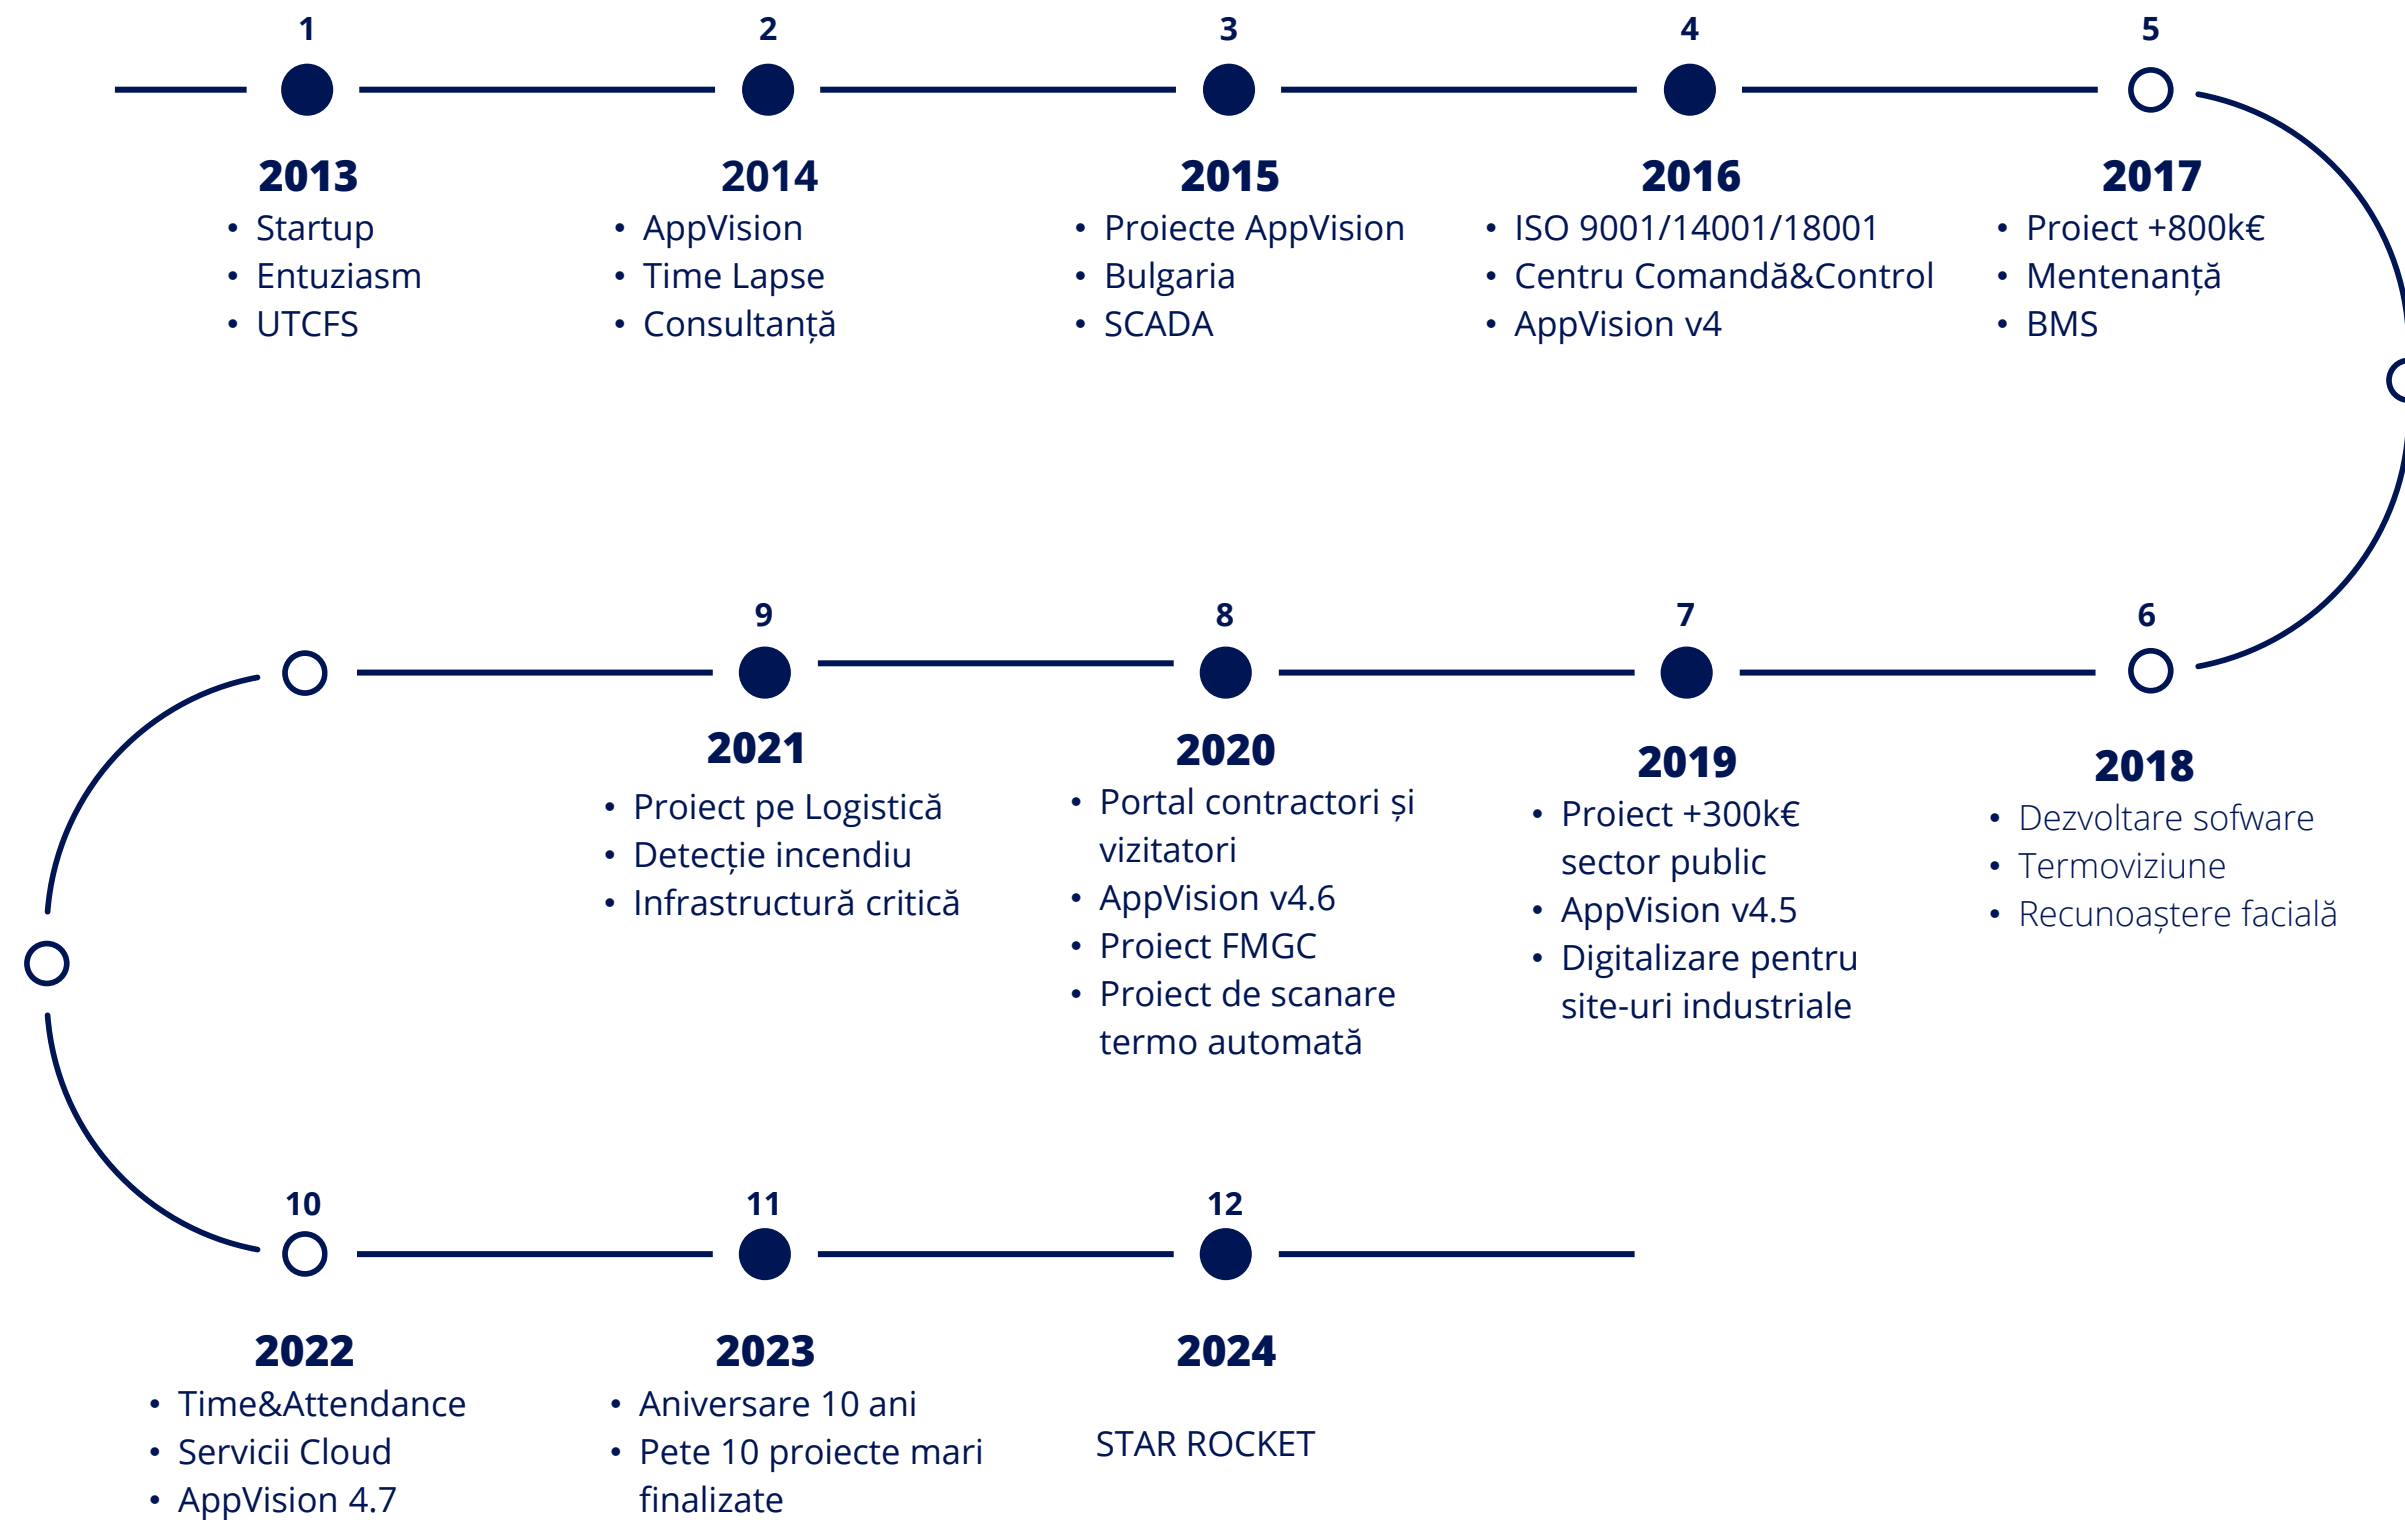 1
2013
• Startup
• Entuziasm
• UTCFS
2
2014
• AppVision
• Time Lapse
• Consultanță
3
2015
• Proiecte AppVision
• Bulgaria
• SCADA
4
2016
• ISO 9001/14001/18001
• Centru Comandă&Control
• AppVision v4
5
2017
• Proiect +800k€
• Mentenanță
• BMS
6
2018
• Dezvoltare sofware
• Termoviziune
• Recunoaștere facială
7
2019
• Proiect +300k€
sector public
• AppVision v4.5
• Digitalizare pentru
site-uri industriale
8
2020
• Portal contractori și
vizitatori
• AppVision v4.6
• Proiect FMGC
• Proiect de scanare
termo automată
9
2021
• Proiect pe Logistică
• Detecție incendiu
• Infrastructură critică
10
2022
• Time&Attendance
• Servicii Cloud
• AppVision 4.7
11
2023
• Aniversare 10 ani
• Pete 10 proiecte mari
finalizate
12
2024
STAR ROCKET